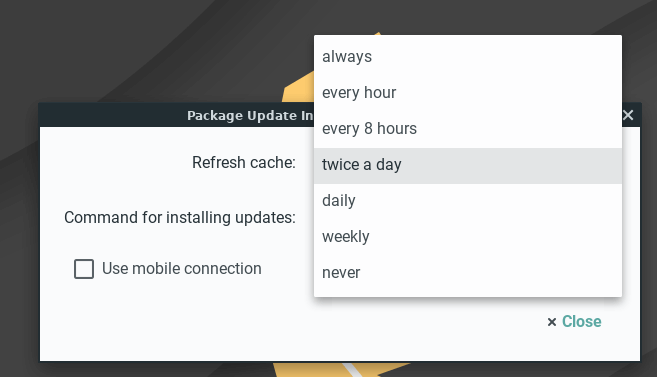 always
every hour
Package Update In
every 8 hours
Refresh cache:
twice a day
daily
Command for installing updates:
weekly
Use mobile connection
never
Close